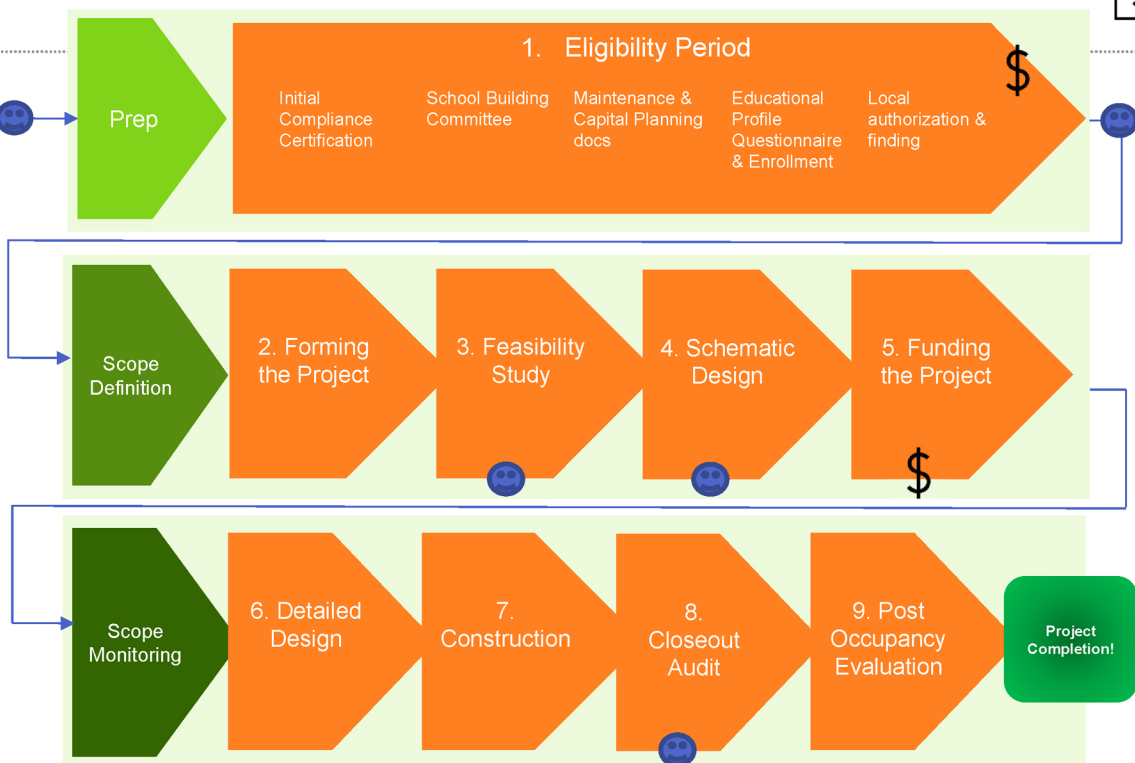 1. Eligibility Period
$
Prep
Initial
Compliance
Certification
School Building
Committee
Maintenance &
Capital Planning
docs
Educational
Profile
Questionnaire
& Enrollment
Local
authorization &
finding
Scope
Definition
2. Forming
the Project
3. Feasibility
Study
4. Schematic
Design
5. Funding
the Project
$
Scope
Monitoring
6. Detailed
Design
7.
Construction
8.
Closeout
Audit
9. Post
Occupancy
Evaluation
Project
Completion!